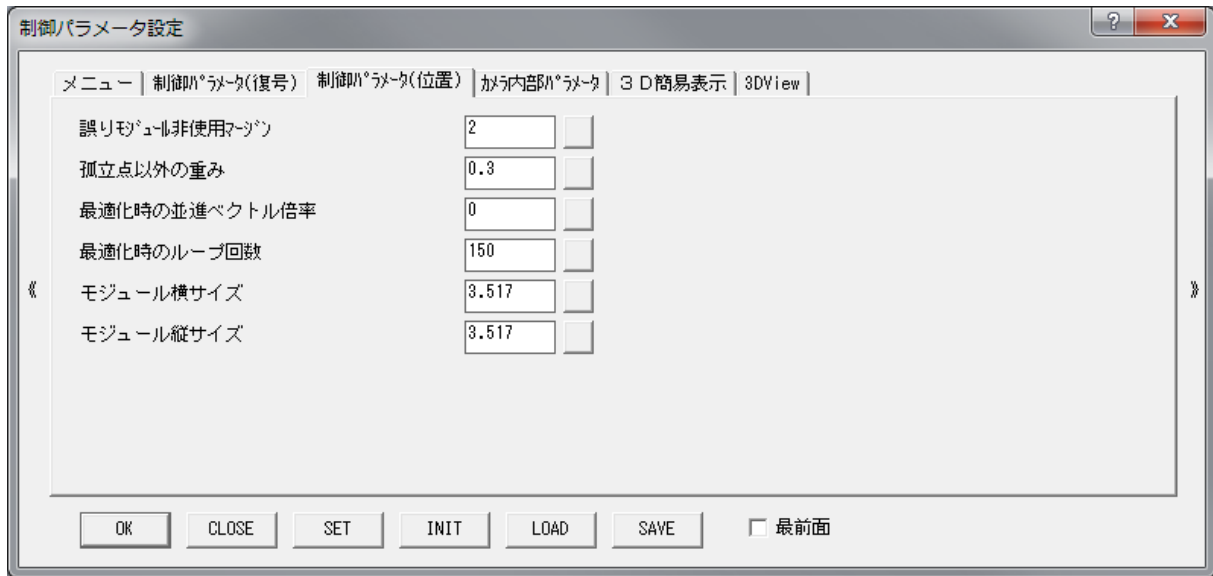 制御パラメータ設定
?
X
メニュー 制御ﾊﾟﾗﾒｰﾀ(復号) 制御ﾊﾟﾗﾒｰﾀ(位置) ｶﾒﾗ内部ﾊﾟﾗﾒｰﾀ ３Ｄ簡易表示 3DView
誤りﾓｼﾞｭｰﾙ非使用ﾏｰｼﾞﾝ 2
孤立点以外の重み 0.3
最適化時の並進ベクトル倍率 0
最適化時のループ回数 150
《 モジュール横サイズ 3.517 》
モジュール縦サイズ 3.517
OK CLOSE SET INIT LOAD SAVE 最前面